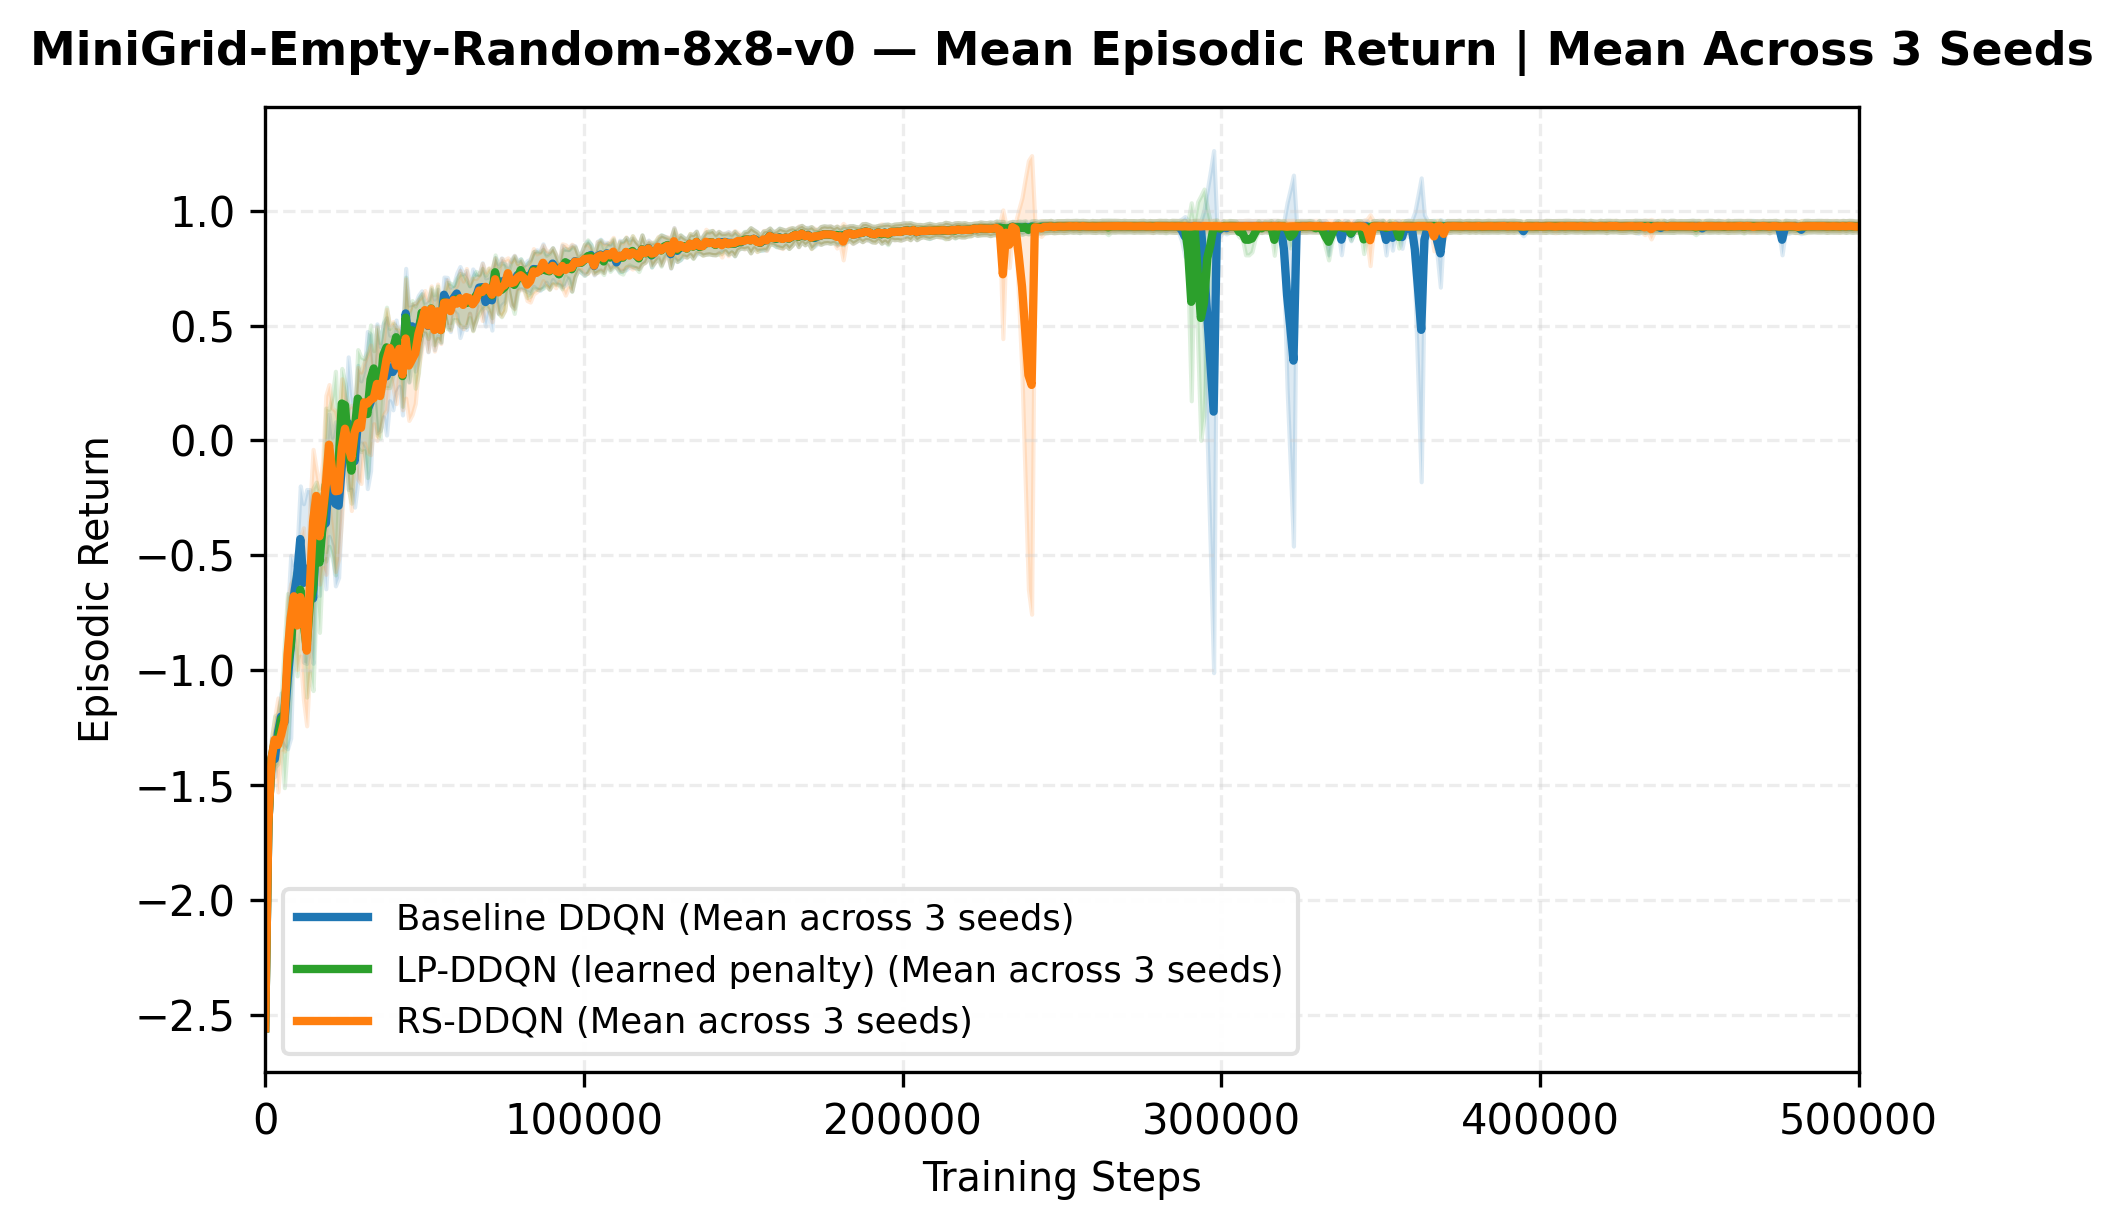 MiniGrid-Empty-Random-8x8-v0 — Mean Episodic Return | Mean Across 3 Seeds
Episodic Return
1.0
0.5
0.0
−0.5
−1.0
−1.5
−2.0
−2.5
Baseline DDQN (Mean across 3 seeds)
LP-DDQN (learned penalty) (Mean across 3 seeds)
RS-DDQN (Mean across 3 seeds)
0 100000 200000 300000 400000 500000
Training Steps